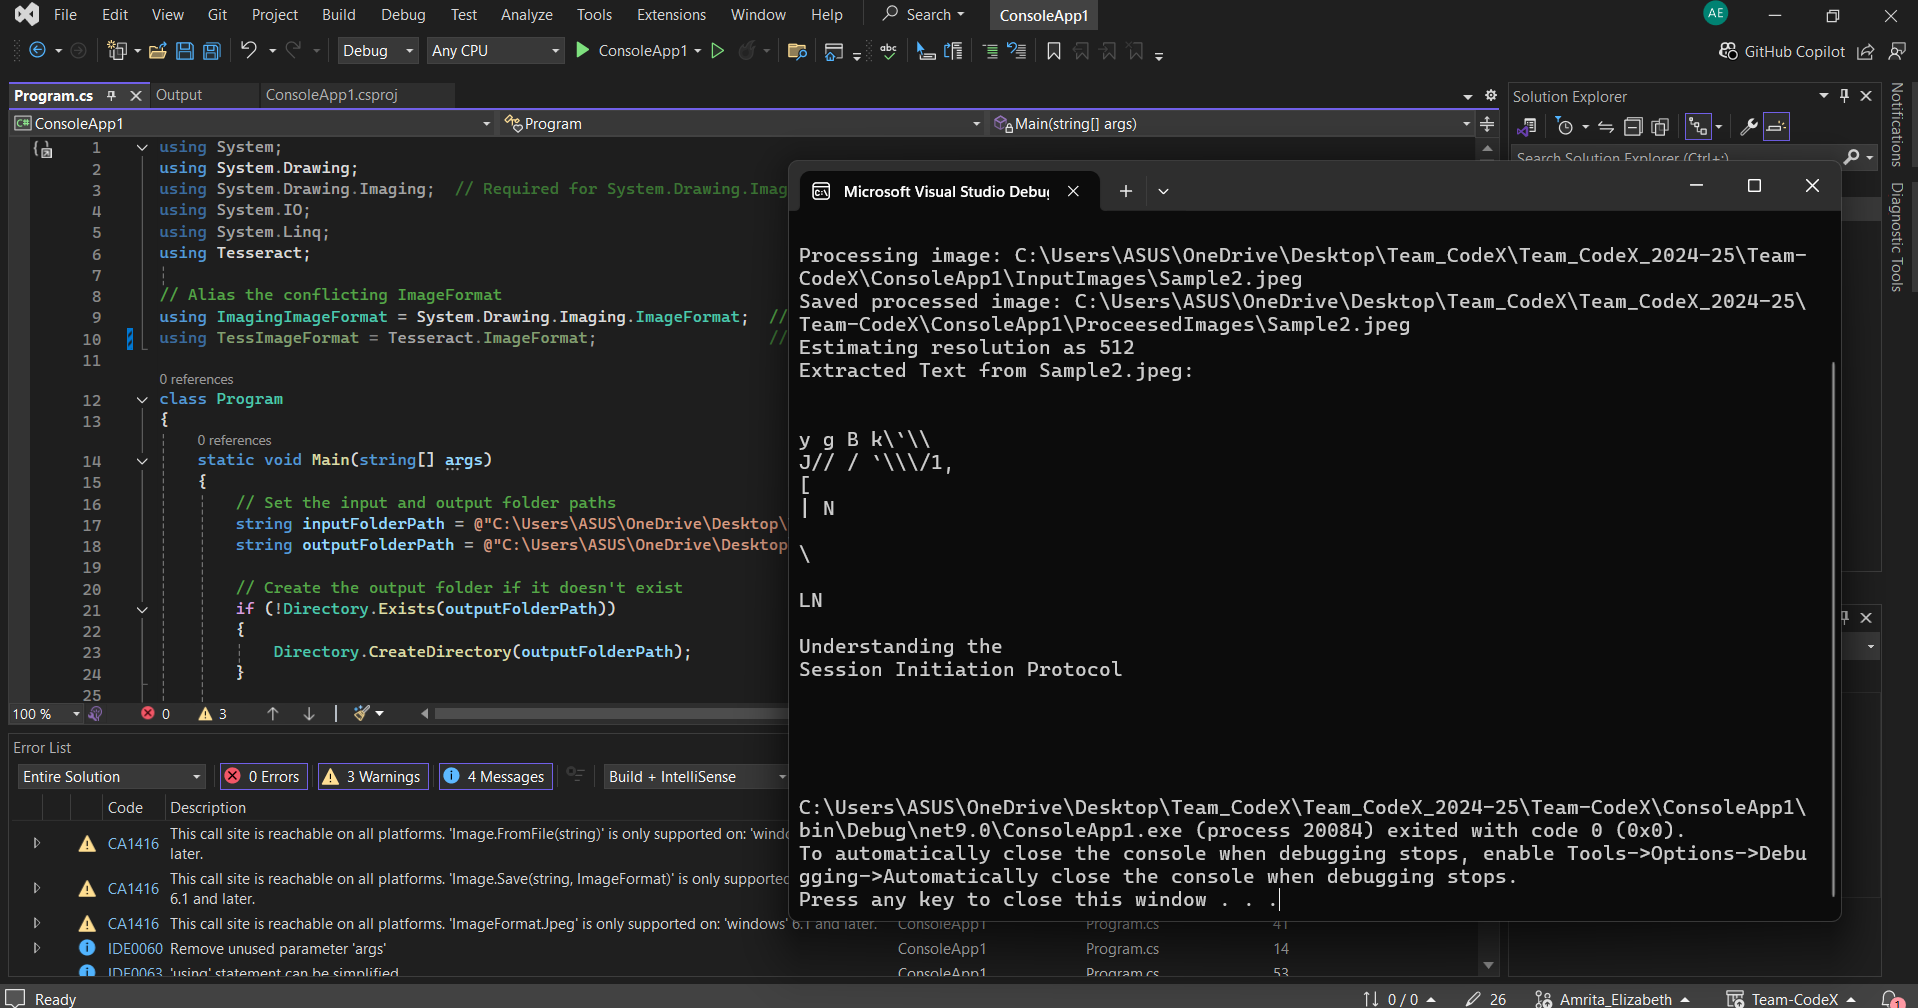 File Edit View Git Project Build Debug Test Analyze Tools Extensions Window Help Search ConsoleApp1 AE
Debug Any CPU ConsoleApp1 abc GitHub Copilot
Program.cs Output ConsoleApp1.csproj
C# ConsoleApp1 Program Main(string[] args)
1 using System;
2 using System.Drawing;
3 using System.Drawing.Imaging; // Required for System.Drawing.Imag
4 using System.IO;
5 using System.Linq;
6 using Tesseract;
7
8 // Alias the conflicting ImageFormat
9 using ImagingImageFormat = System.Drawing.Imaging.ImageFormat; //
10 using TessImageFormat = Tesseract.ImageFormat; //
11
0 references
12 class Program
13 {
0 references
14 static void Main(string[] args)
15 {
16 // Set the input and output folder paths
17 string inputFolderPath = @"C:\Users\ASUS\OneDrive\Desktop\
18 string outputFolderPath = @"C:\Users\ASUS\OneDrive\Desktop
19
20 // Create the output folder if it doesn't exist
21 if (!Directory.Exists(outputFolderPath))
22 {
23 Directory.CreateDirectory(outputFolderPath);
24 }
25
100 % 0 3
Solution Explorer
Search Solution Explorer (Ctrl+;)
Notifications
Diagnostic Tools
Microsoft Visual Studio Debug
Processing image: C:\Users\ASUS\OneDrive\Desktop\Team_CodeX\Team_CodeX_2024-25\Team-
CodeX\ConsoleApp1\InputImages\Sample2.jpeg
Saved processed image: C:\Users\ASUS\OneDrive\Desktop\Team_CodeX\Team_CodeX_2024-25\
Team-CodeX\ConsoleApp1\ProceesedImages\Sample2.jpeg
Estimating resolution as 512
Extracted Text from Sample2.jpeg:
y g B k\`\\
J// / `\\\/1,
[
| N
\
LN
Understanding the
Session Initiation Protocol
C:\Users\ASUS\OneDrive\Desktop\Team_CodeX\Team_CodeX_2024-25\Team-CodeX\ConsoleApp1\
bin\Debug\net9.0\ConsoleApp1.exe (process 20084) exited with code 0 (0x0).
To automatically close the console when debugging stops, enable Tools->Options->Debu
gging->Automatically close the console when debugging stops.
Press any key to close this window . . .
Error List
Entire Solution 0 Errors 3 Warnings 4 Messages Build + IntelliSense
Code Description
CA1416 This call site is reachable on all platforms. 'Image.FromFile(string)' is only supported on: 'windo
later.
CA1416 This call site is reachable on all platforms. 'Image.Save(string, ImageFormat)' is only supported
6.1 and later.
CA1416 This call site is reachable on all platforms. 'ImageFormat.Jpeg' is only supported on: 'windows' 6.1 and later. ConsoleApp1 Program.cs 41
IDE0060 Remove unused parameter 'args' ConsoleApp1 Program.cs 14
IDE0063 'using' statement can be simplified ConsoleApp1 Program.cs 53
Ready 0 / 0 26 Amrita_Elizabeth Team-CodeX 1